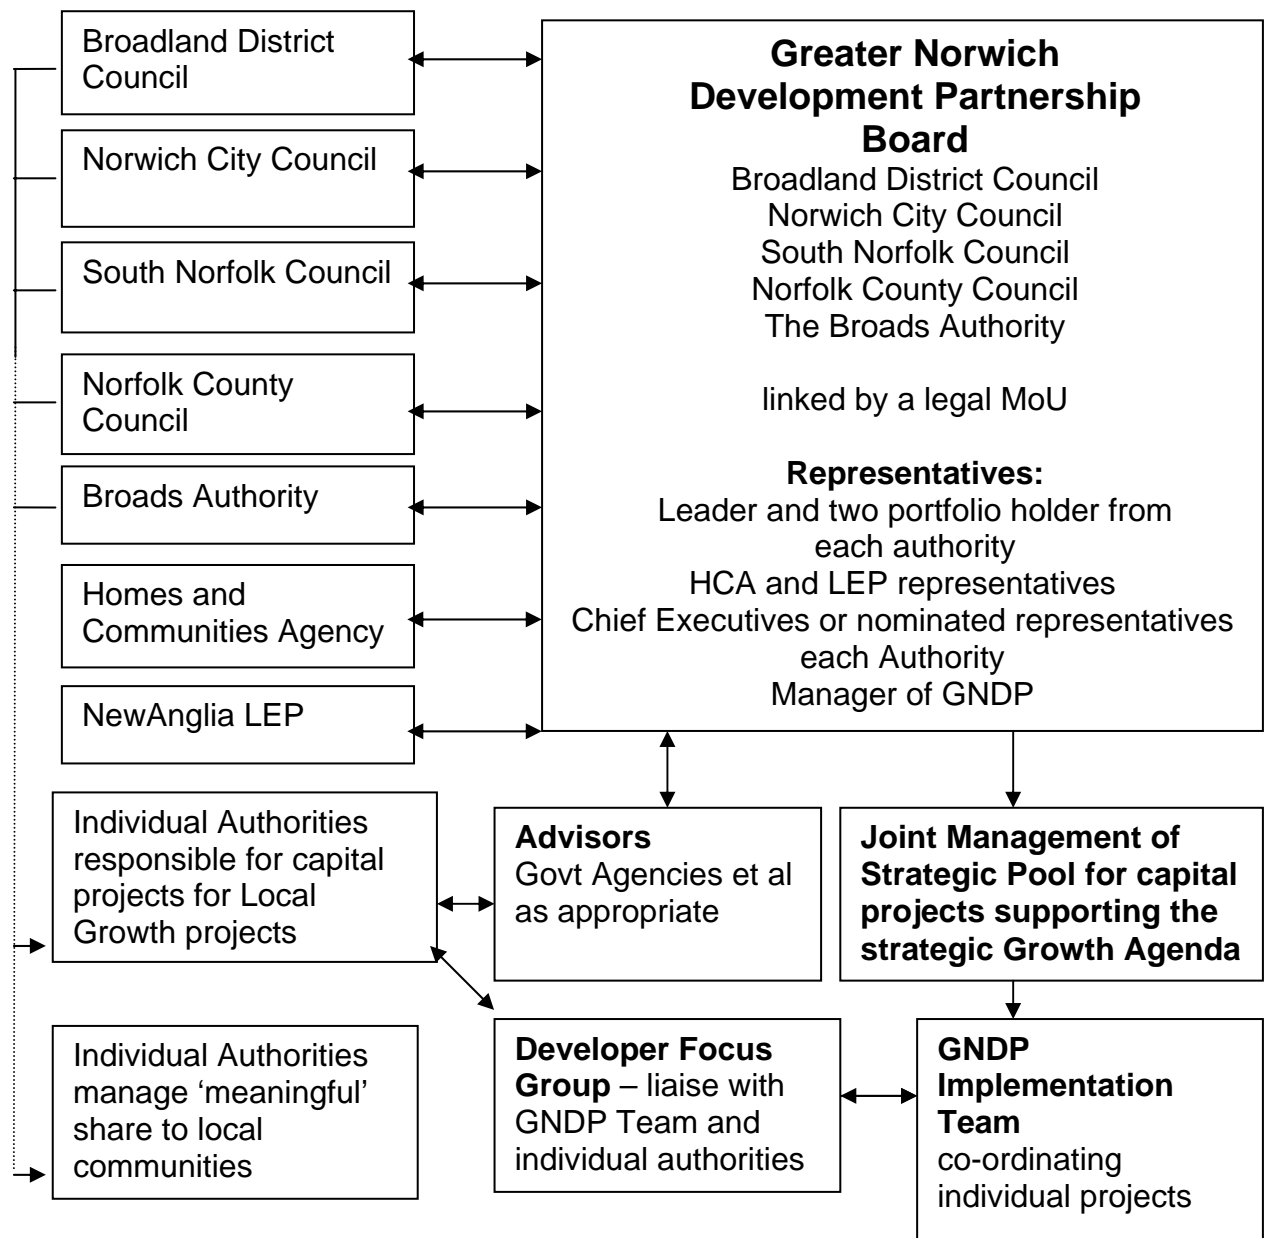 Broadland District
Council
Norwich City Council
South Norfolk Council
Norfolk County
Council
Broads Authority
Homes and
Communities Agency
NewAnglia LEP
Greater Norwich
Development Partnership
Board
Broadland District Council
Norwich City Council
South Norfolk Council
Norfolk County Council
The Broads Authority
linked by a legal MoU
Representatives:
Leader and two portfolio holder from
each authority
HCA and LEP representatives
Chief Executives or nominated representatives
each Authority
Manager of GNDP
Individual Authorities
responsible for capital
projects for Local
Growth projects
Advisors
Govt Agencies et al
as appropriate
Joint Management of
Strategic Pool for capital
projects supporting the
strategic Growth Agenda
Individual Authorities
manage ‘meaningful’
share to local
communities
Developer Focus
Group – liaise with
GNDP Team and
individual authorities
GNDP
Implementation
Team
co-ordinating
individual projects